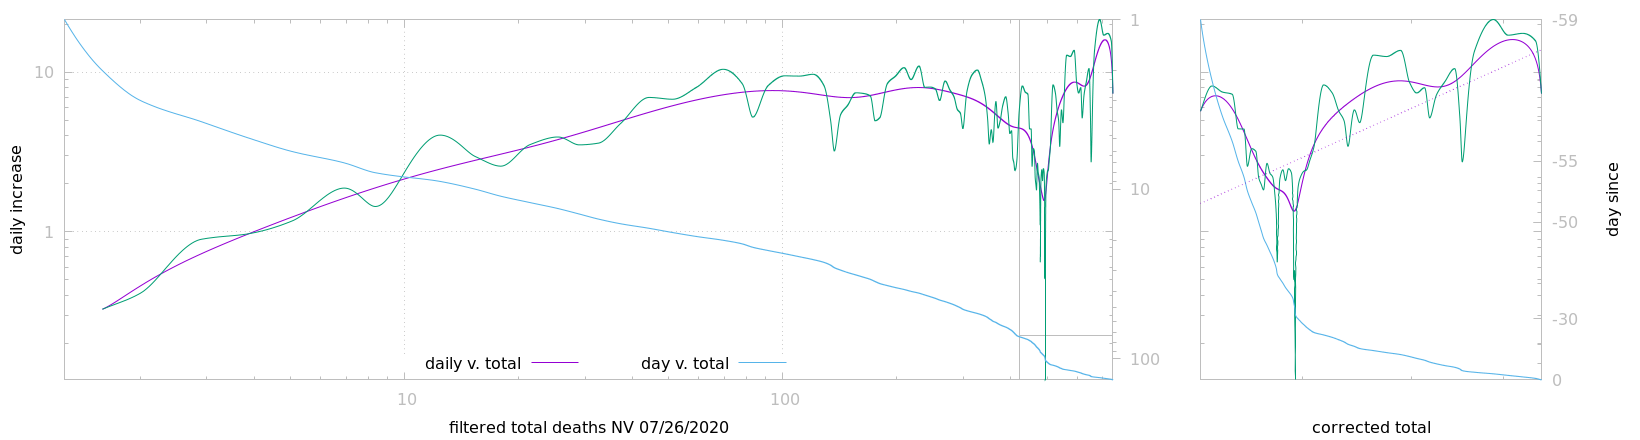 daily increase
10
1
daily v. total
day v. total
10
100
filtered total deaths NV 07/26/2020
1
10
100
-59
-55
-50
-30
0
day since
corrected total